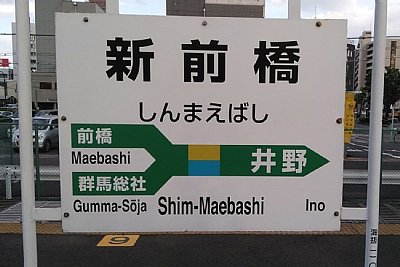 新前橋
しんまえばし
前橋
Maebashi
井野
群馬総社
Gumma-Sōja
Shim-Maebashi
Ino
9